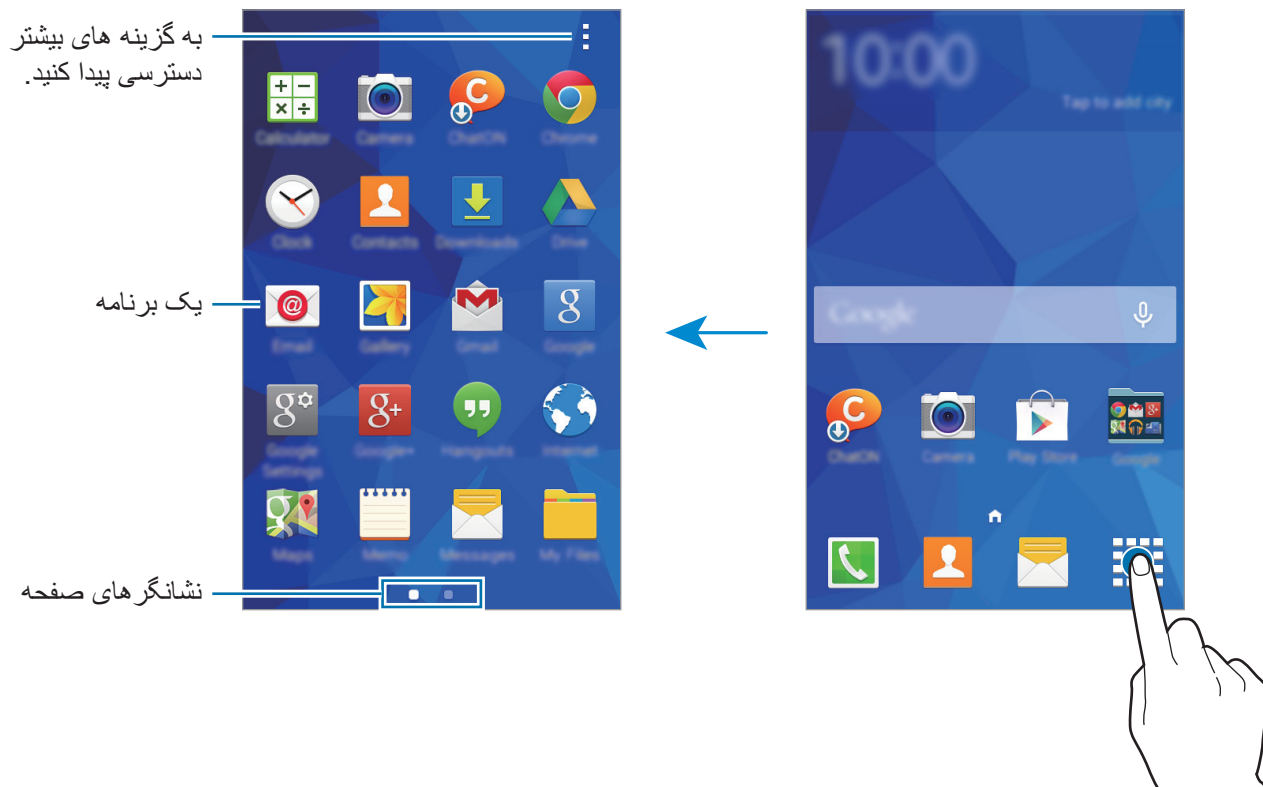 به گزینه های بیشتر
دسترسی پیدا کنید.
یک برنامه
نشانگرهای صفحه
10:00
Tap to add city
Google
ChatON
Camera
Play Store
Google
Calculator
Camera
ChatON
Chrome
Clock
Contacts
Downloads
Drive
Email
Gallery
Gmail
Google
Google
Settings
Google+
Hangouts
Internet
Maps
Memo
Messages
My Files